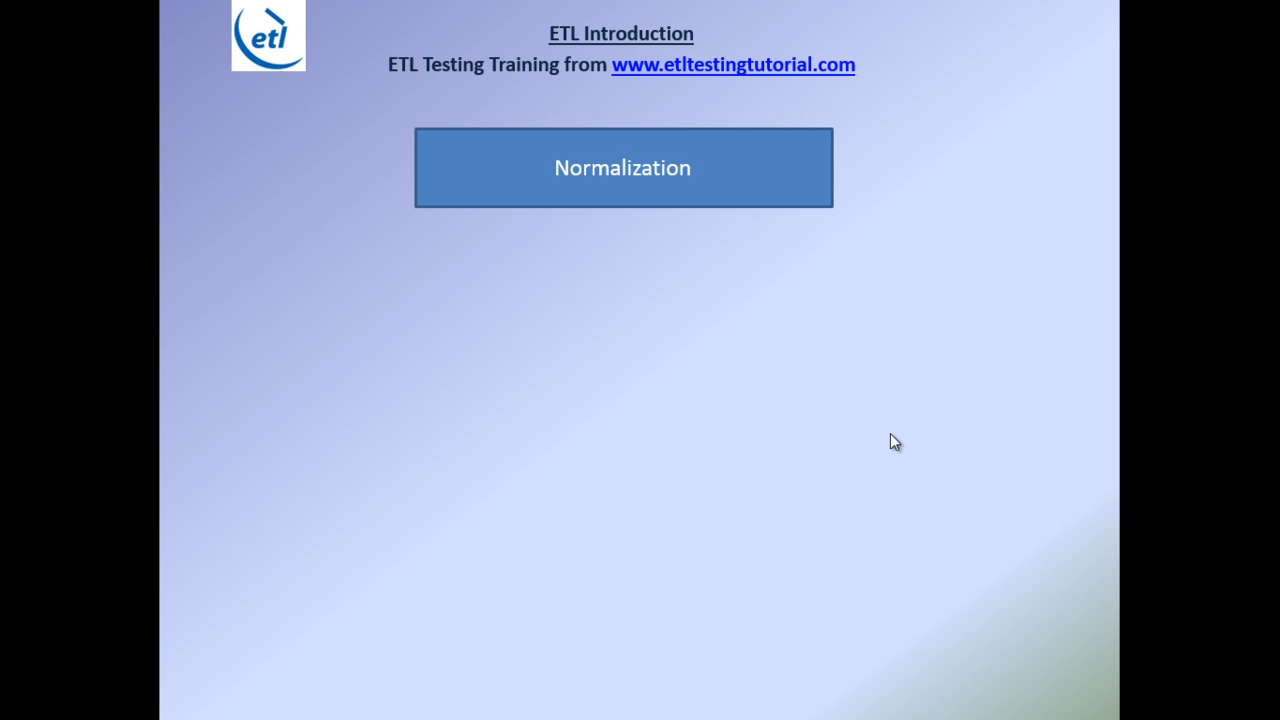 etl
ETL Introduction
ETL Testing Training from www.etltestingtutorial.com
Normalization